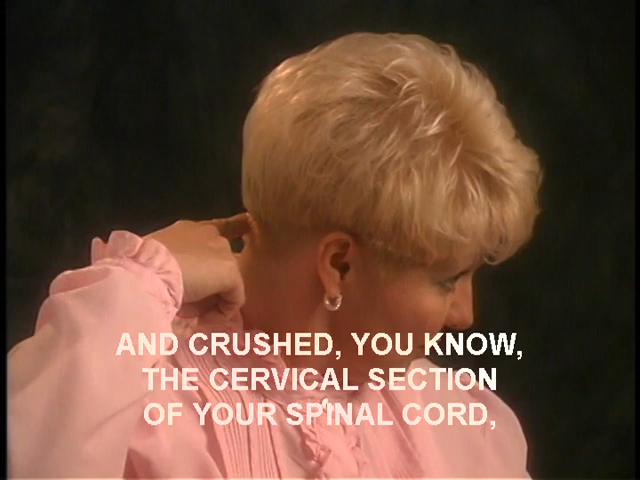 AND CRUSHED, YOU KNOW,
THE CERVICAL SECTION
OF YOUR SPINAL CORD,